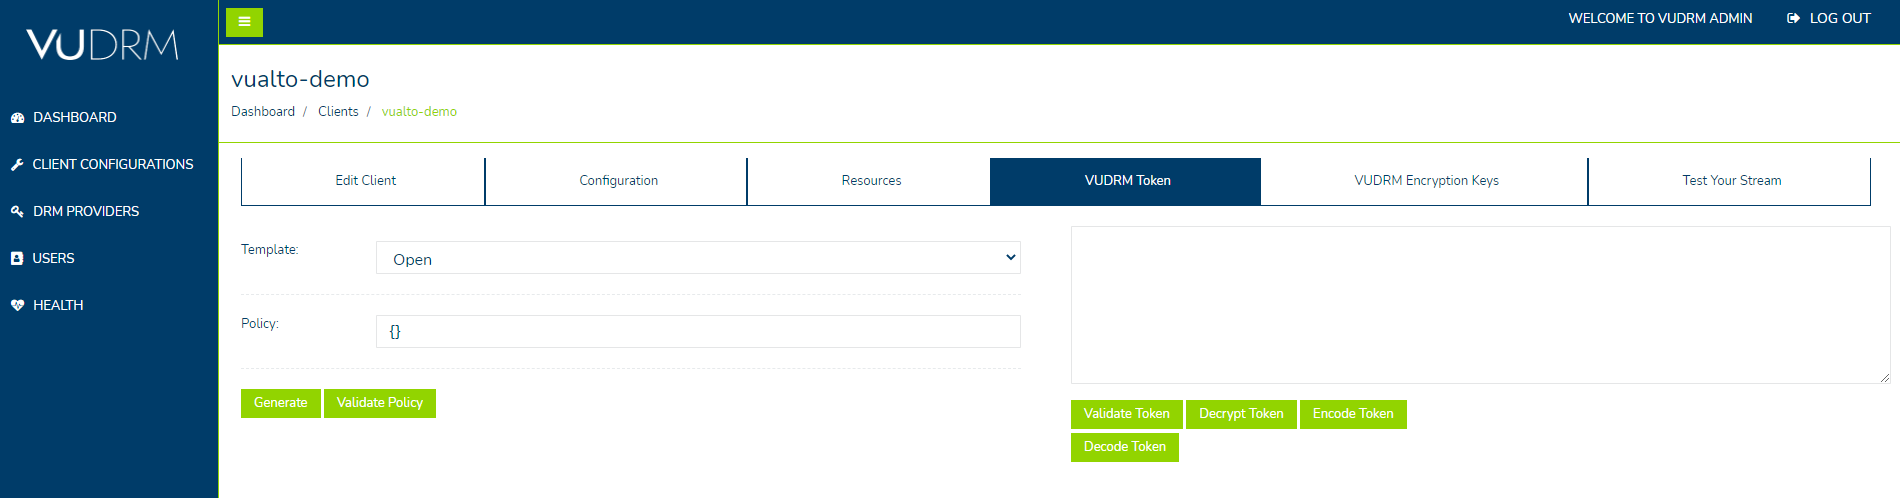 VUDRM
WELCOME TO VUDRM ADMIN
LOG OUT
DASHBOARD
CLIENT CONFIGURATIONS
DRM PROVIDERS
USERS
HEALTH
vualto-demo
Dashboard / Clients / vualto-demo
Edit Client
Configuration
Resources
VUDRM Token
VUDRM Encryption Keys
Test Your Stream
Template:
Open
Policy:
{}
Generate
Validate Policy
Validate Token
Decrypt Token
Encode Token
Decode Token